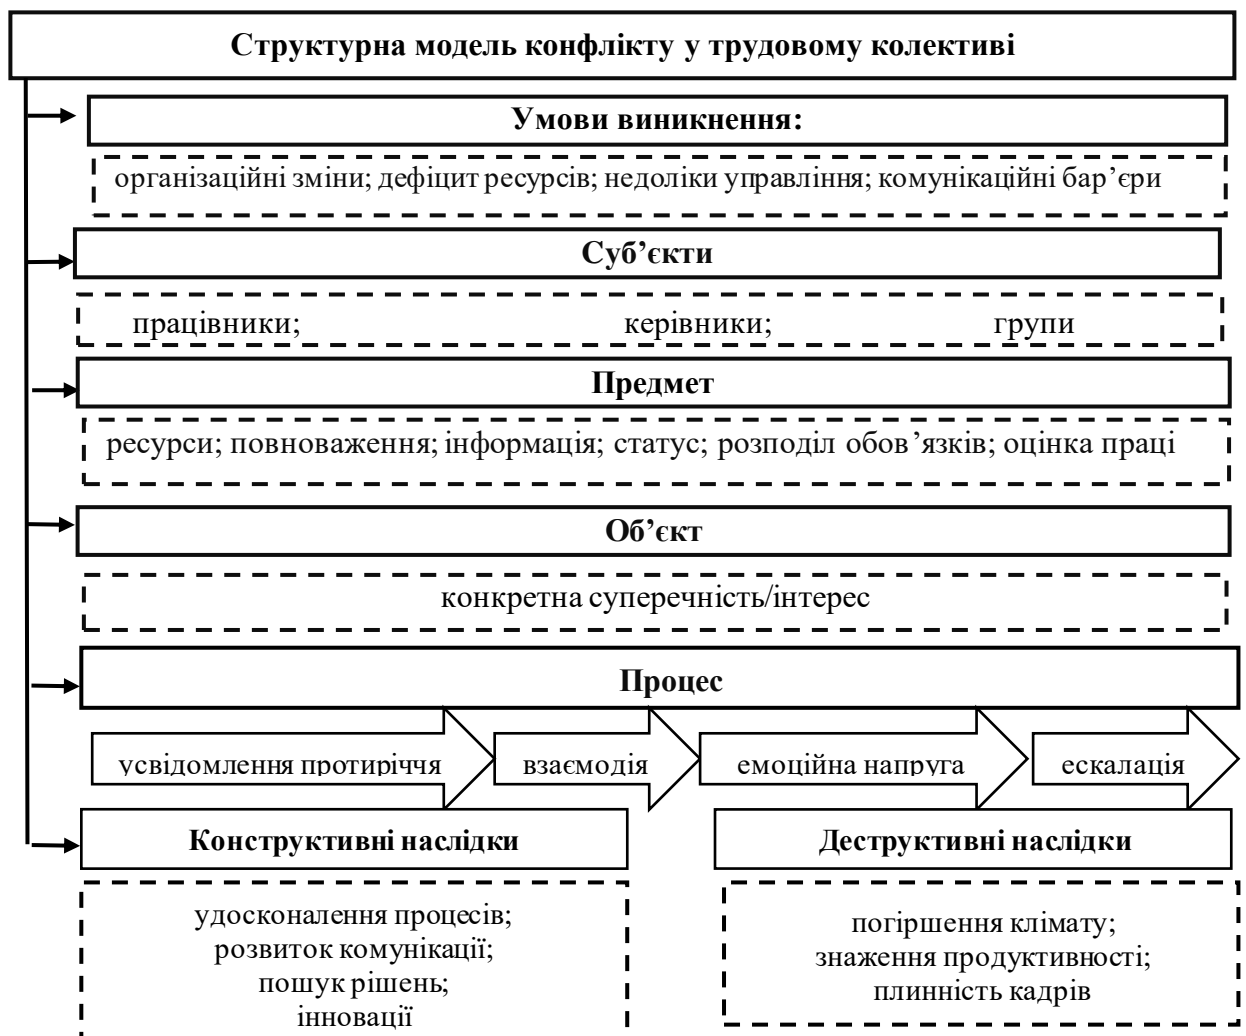 Структурна модель конфлікту у трудовому колективі
Умови виникнення:
організаційні зміни; дефіцит ресурсів; недоліки управління; комунікаційні бар’єри
Суб’єкти
працівники; керівники; групи
Предмет
ресурси; повноваження; інформація; статус; розподіл обов’язків; оцінка праці
Об’єкт
конкретна суперечність/інтерес
Процес
усвідомлення протиріччя взаємодія емоційна напруга ескалація
Конструктивні наслідки Деструктивні наслідки
удосконалення процесів;
розвиток комунікації;
пошук рішень;
інновації
погіршення клімату;
знаження продуктивності;
плинність кадрів